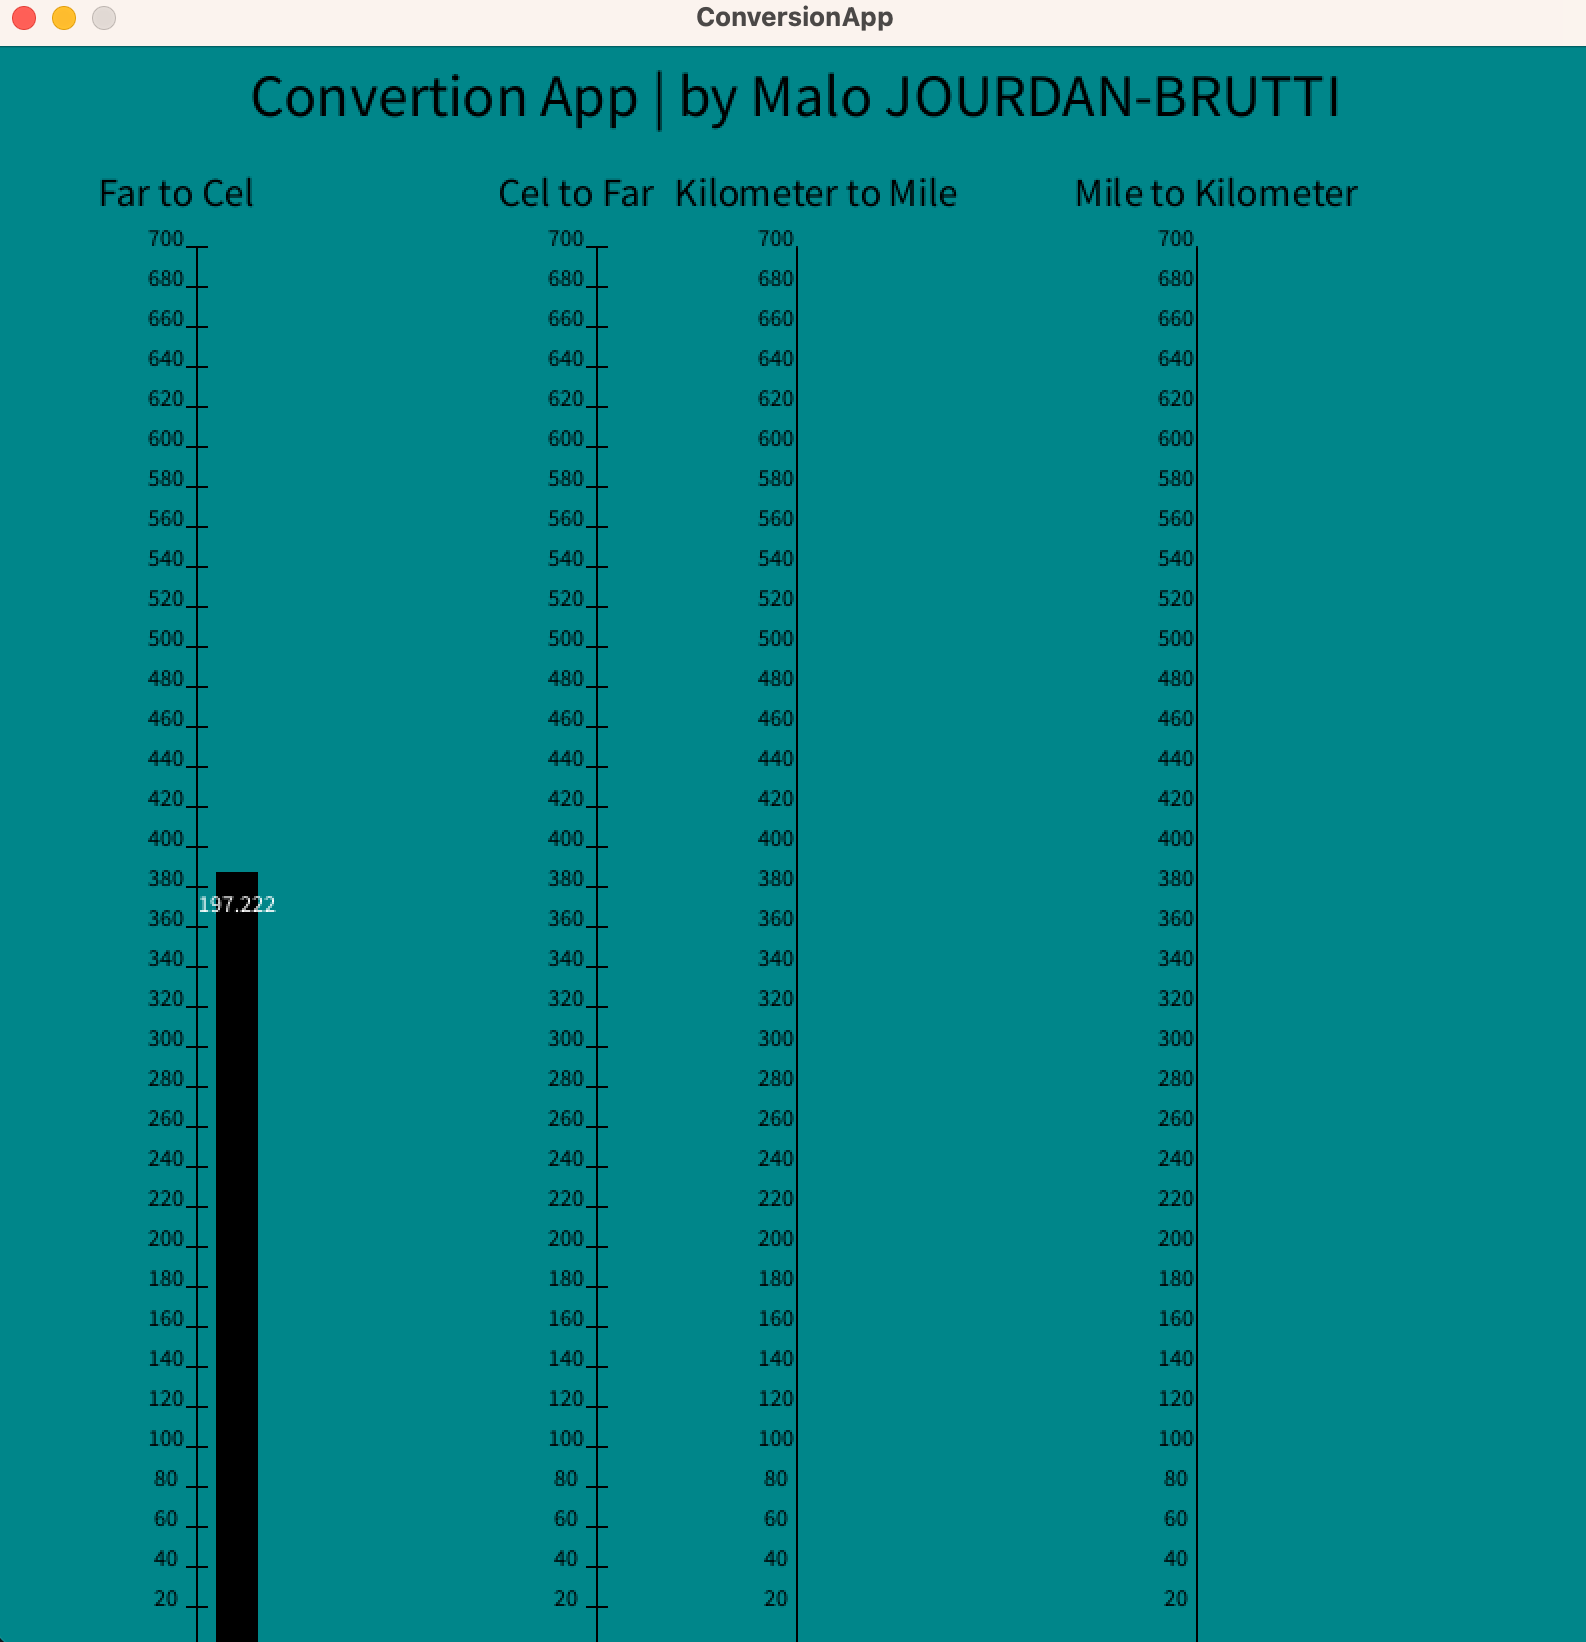 ConversionApp
Convertion App | by Malo JOURDAN-BRUTTI
Far to Cel Cel to Far Kilometer to Mile Mile to Kilometer
700 700 700 700
680 680 680 680
660 660 660 660
640 640 640 640
620 620 620 620
600 600 600 600
580 580 580 580
560 560 560 560
540 540 540 540
520 520 520 520
500 500 500 500
480 480 480 480
460 460 460 460
440 440 440 440
420 420 420 420
400 400 400 400
380 380 380 380
197.222
360 360 360 360
340 340 340 340
320 320 320 320
300 300 300 300
280 280 280 280
260 260 260 260
240 240 240 240
220 220 220 220
200 200 200 200
180 180 180 180
160 160 160 160
140 140 140 140
120 120 120 120
100 100 100 100
80 80 80 80
60 60 60 60
40 40 40 40
20 20 20 20